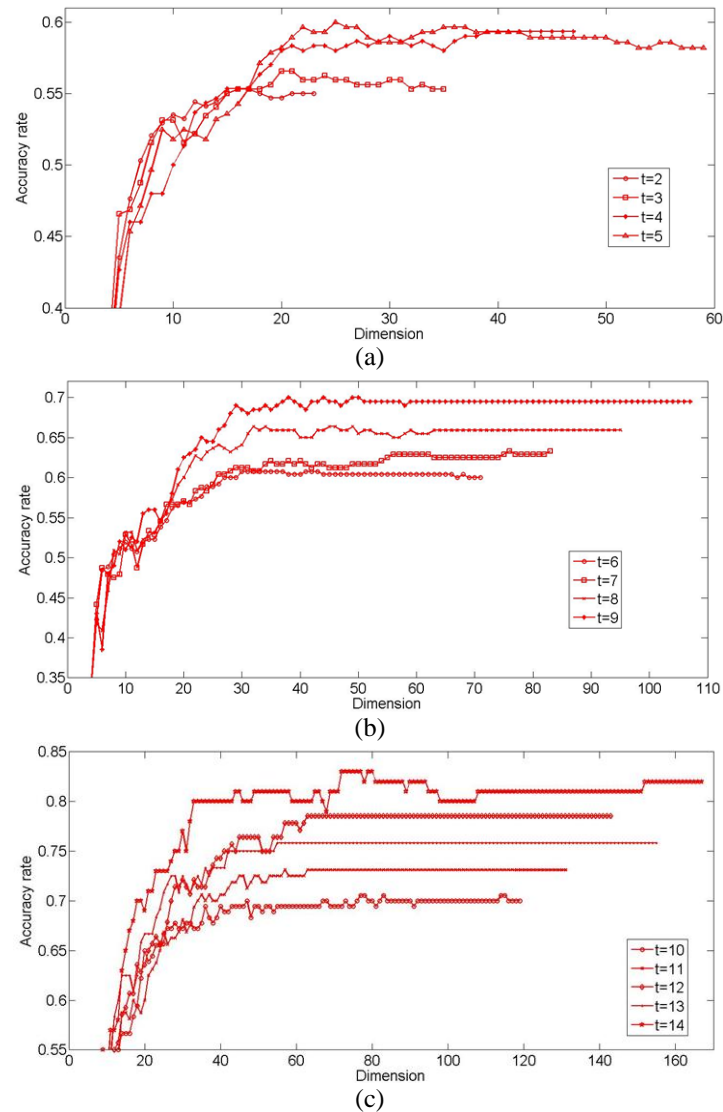 0.6
0.55
0.5
0.45
0.4
Accuracy rate
t=2
t=3
t=4
t=5
0 10 20 30 40 50 60
Dimension
(a)
0.7
0.65
0.6
0.55
0.5
0.45
0.4
0.35
Accuracy rate
t=6
t=7
t=8
t=9
0 10 20 30 40 50 60 70 80 90 100 110
Dimension
(b)
0.85
0.8
0.75
0.7
0.65
0.6
0.55
Accuracy rate
t=10
t=11
t=12
t=13
t=14
0 20 40 60 80 100 120 140 160
Dimension
(c)